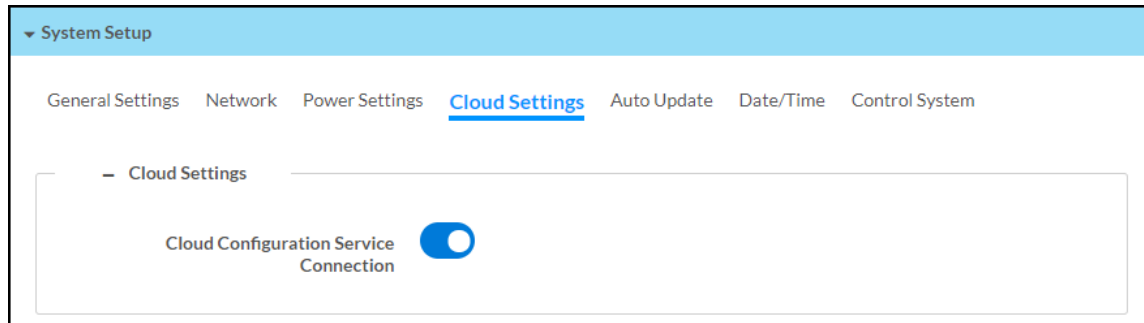 System Setup
General Settings Network Power Settings Cloud Settings Auto Update Date/Time Control System
Cloud Settings
Cloud Configuration Service
Connection